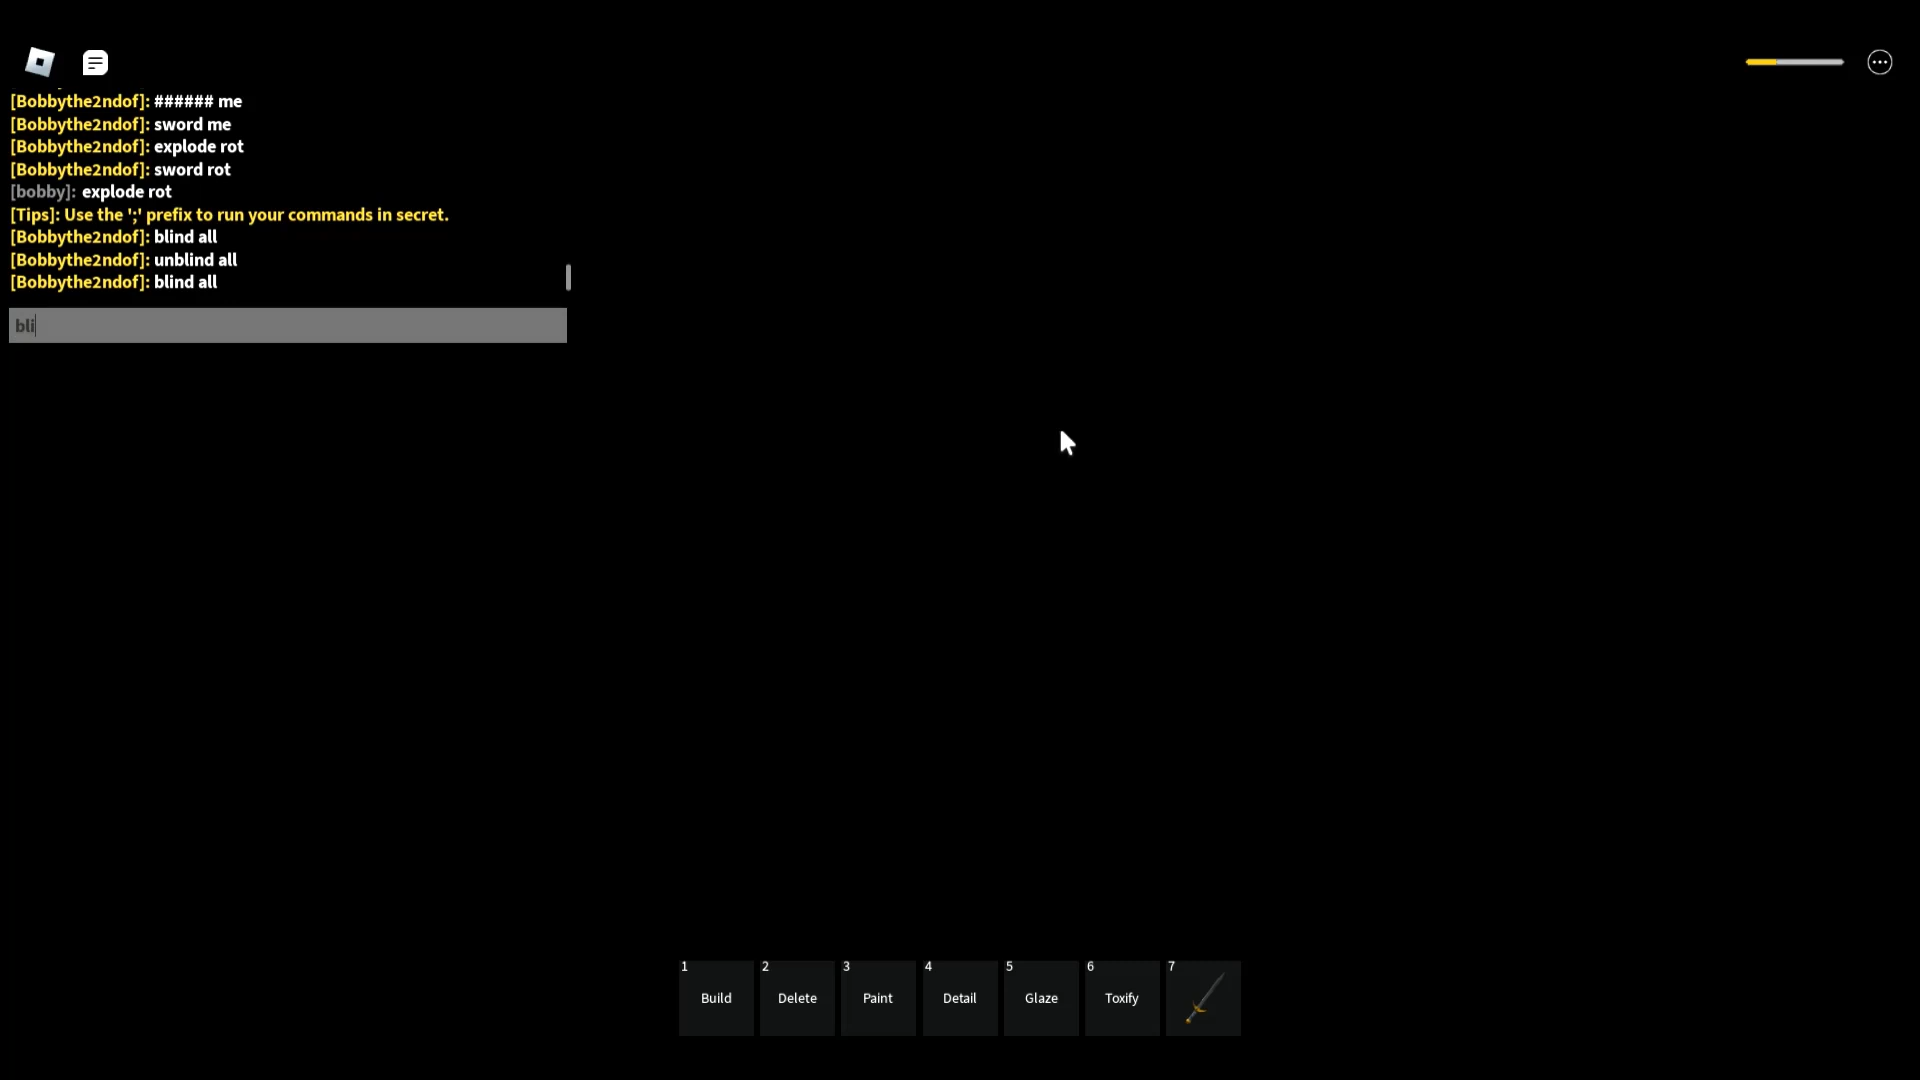 [Bobbythe2ndof]: ###### me
[Bobbythe2ndof]: sword me
[Bobbythe2ndof]: explode rot
[Bobbythe2ndof]: sword rot
[bobby]: explode rot
[Tips]: Use the ';' prefix to run your commands in secret.
[Bobbythe2ndof]: blind all
[Bobbythe2ndof]: unblind all
[Bobbythe2ndof]: blind all
bli
1 2 3 4 5 6 7
Build Delete Paint Detail Glaze Toxify